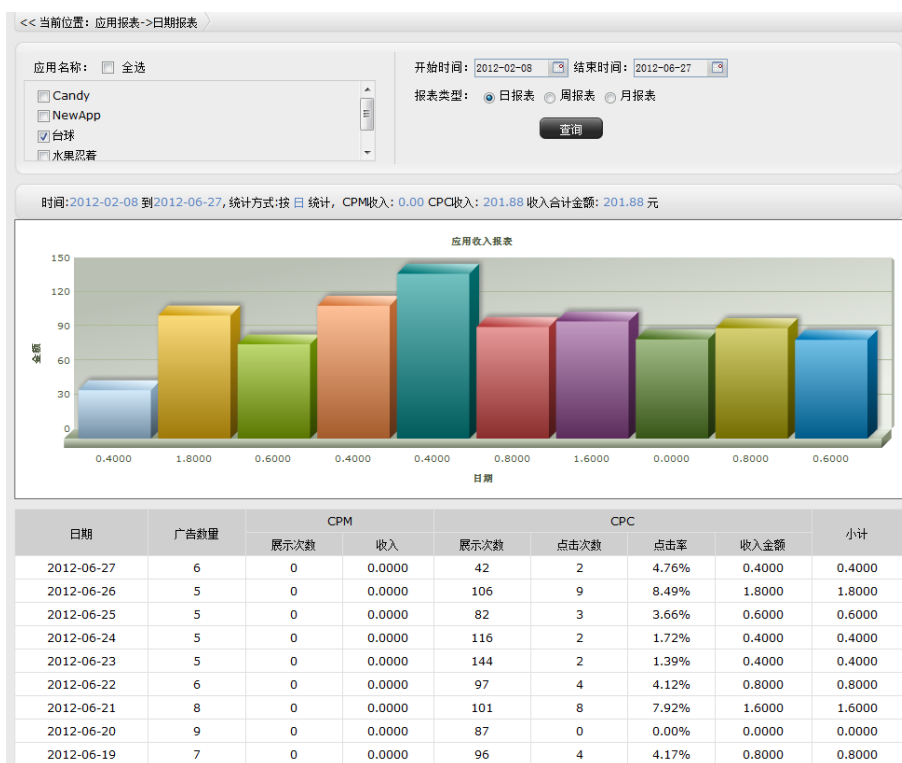 << 当前位置：应用报表->日期报表
应用名称： 全选
Candy
NewApp
台球
水果忍者
开始时间：2012-02-08 结束时间：2012-06-27
报表类型： 日报表 周报表 月报表
查询
时间:2012-02-08 到2012-06-27, 统计方式:按 日 统计，CPM收入：0.00 CPC收入：201.88 收入合计金额：201.88 元
应用收入报表
150
120
90
60
30
0
金额
0.4000 1.8000 0.6000 0.4000 0.4000 0.8000 1.6000 0.0000 0.8000 0.6000
日期
日期 广告数量 CPM CPC 小计
展示次数 收入 展示次数 点击次数 点击率 收入金额
2012-06-27 6 0 0.0000 42 2 4.76% 0.4000 0.4000
2012-06-26 5 0 0.0000 106 9 8.49% 1.8000 1.8000
2012-06-25 5 0 0.0000 82 3 3.66% 0.6000 0.6000
2012-06-24 5 0 0.0000 116 2 1.72% 0.4000 0.4000
2012-06-23 5 0 0.0000 144 2 1.39% 0.4000 0.4000
2012-06-22 6 0 0.0000 97 4 4.12% 0.8000 0.8000
2012-06-21 8 0 0.0000 101 8 7.92% 1.6000 1.6000
2012-06-20 9 0 0.0000 87 0 0.00% 0.0000 0.0000
2012-06-19 7 0 0.0000 96 4 4.17% 0.8000 0.8000